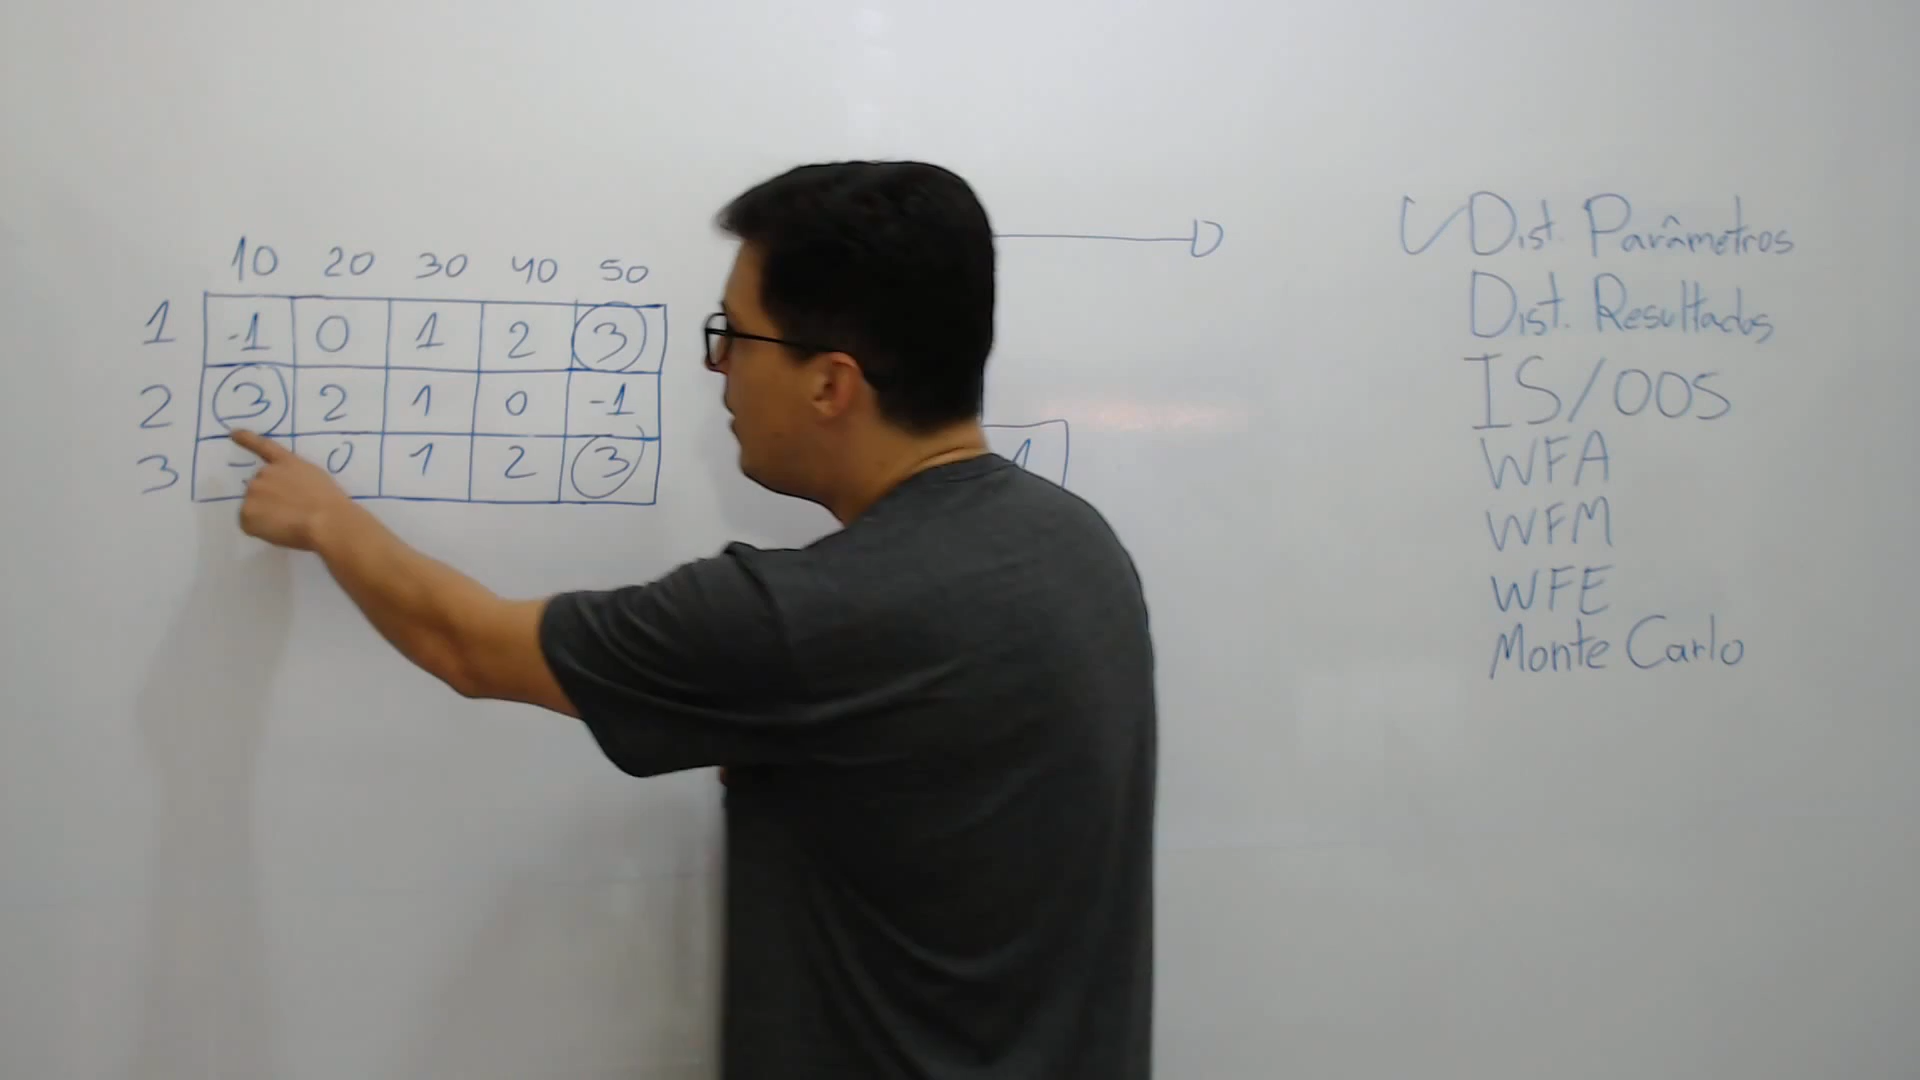 10 20 30 40 50
1 -1 0 1 2 3
2 3 2 1 0 -1
3 0 1 2 3
1
Dist. Parâmetros
Dist. Resultados
IS/OOS
WFA
WFM
WFE
Monte Carlo